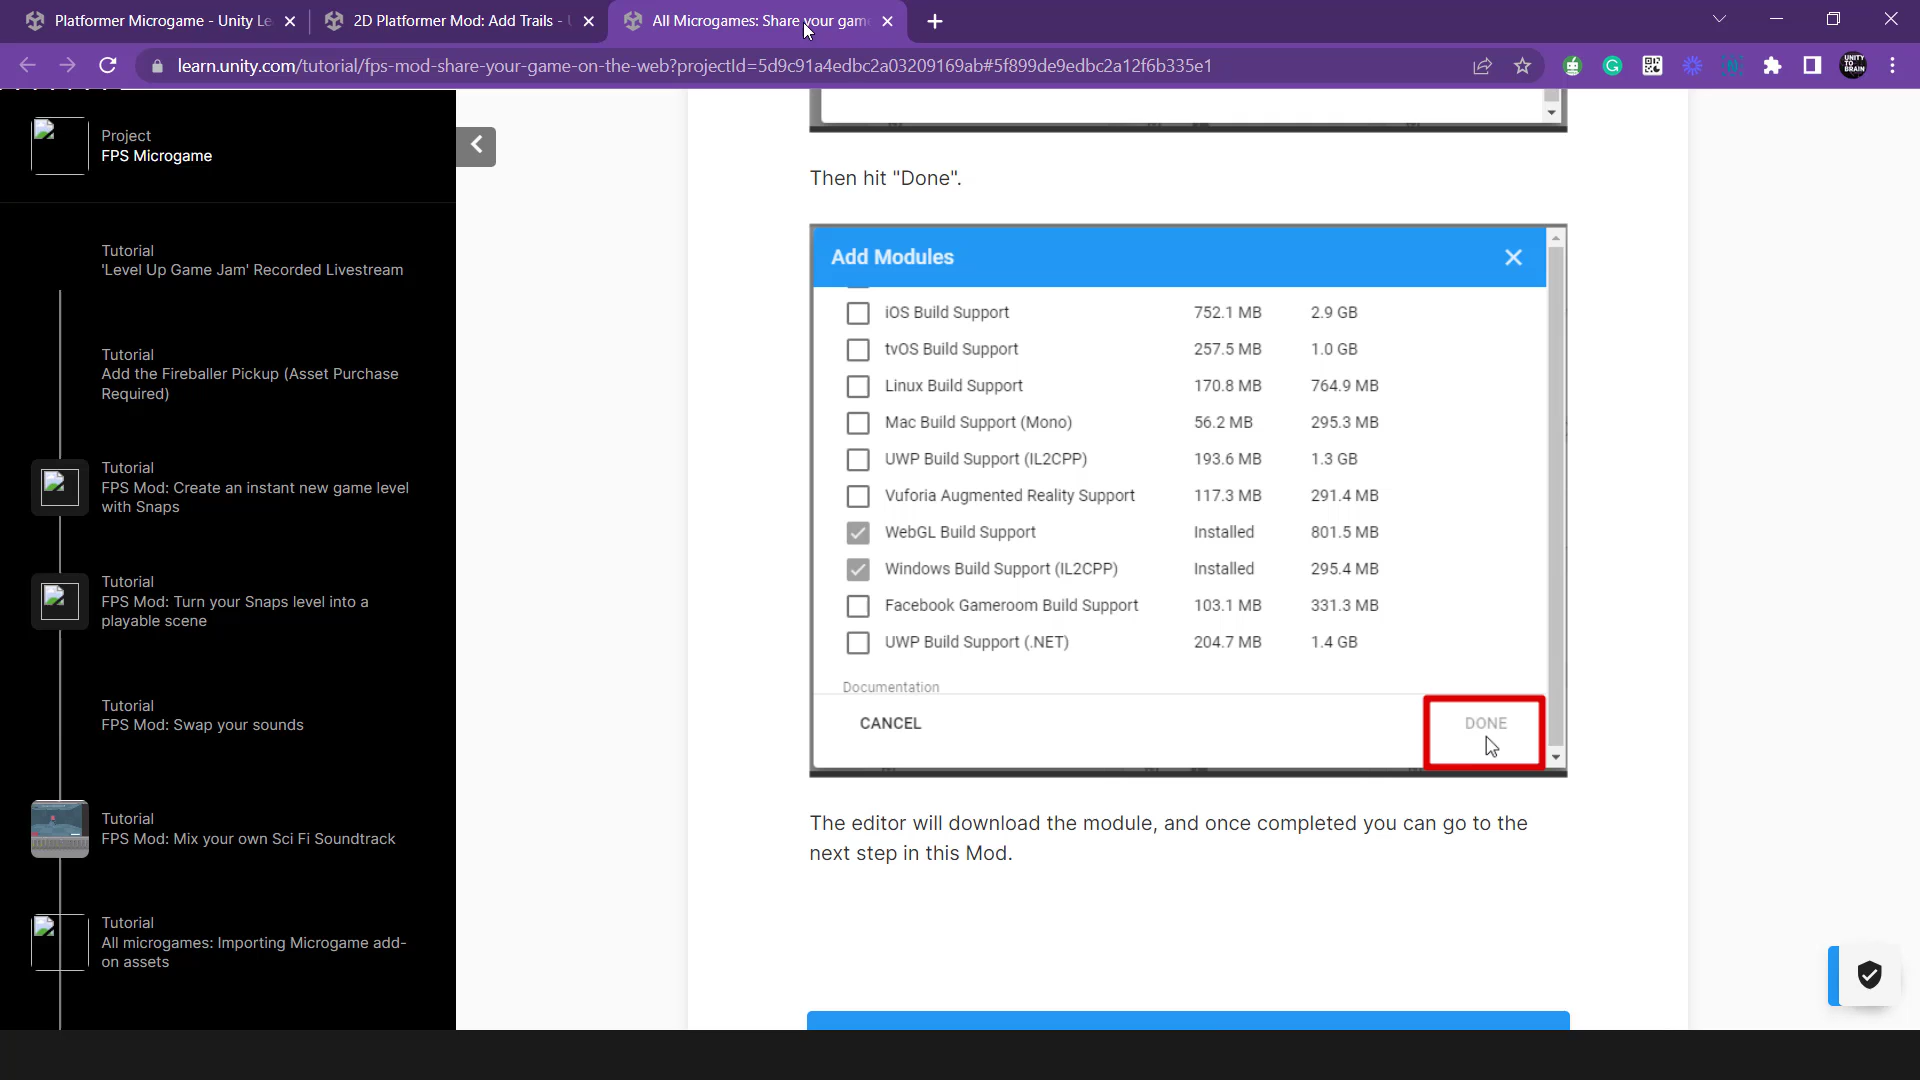 Platformer Microgame - Unity Le
2D Platformer Mod: Add Trails - U
All Microgames: Share your gam
learn.unity.com/tutorial/fps-mod-share-your-game-on-the-web?projectId=5d9c91a4edbc2a03209169ab#5f899de9edbc2a12f6b335e1
UNITY
TO
BRAIN
Project
FPS Microgame
Tutorial
'Level Up Game Jam' Recorded Livestream
Tutorial
Add the Fireballer Pickup (Asset Purchase
Required)
Tutorial
FPS Mod: Create an instant new game level
with Snaps
Tutorial
FPS Mod: Turn your Snaps level into a
playable scene
Tutorial
FPS Mod: Swap your sounds
Tutorial
FPS Mod: Mix your own Sci Fi Soundtrack
Tutorial
All microgames: Importing Microgame add-
on assets
Then hit "Done".
Add Modules
iOS Build Support 752.1 MB 2.9 GB
tvOS Build Support 257.5 MB 1.0 GB
Linux Build Support 170.8 MB 764.9 MB
Mac Build Support (Mono) 56.2 MB 295.3 MB
UWP Build Support (IL2CPP) 193.6 MB 1.3 GB
Vuforia Augmented Reality Support 117.3 MB 291.4 MB
WebGL Build Support Installed 801.5 MB
Windows Build Support (IL2CPP) Installed 295.4 MB
Facebook Gameroom Build Support 103.1 MB 331.3 MB
UWP Build Support (.NET) 204.7 MB 1.4 GB
Documentation
CANCEL DONE
The editor will download the module, and once completed you can go to the
next step in this Mod.